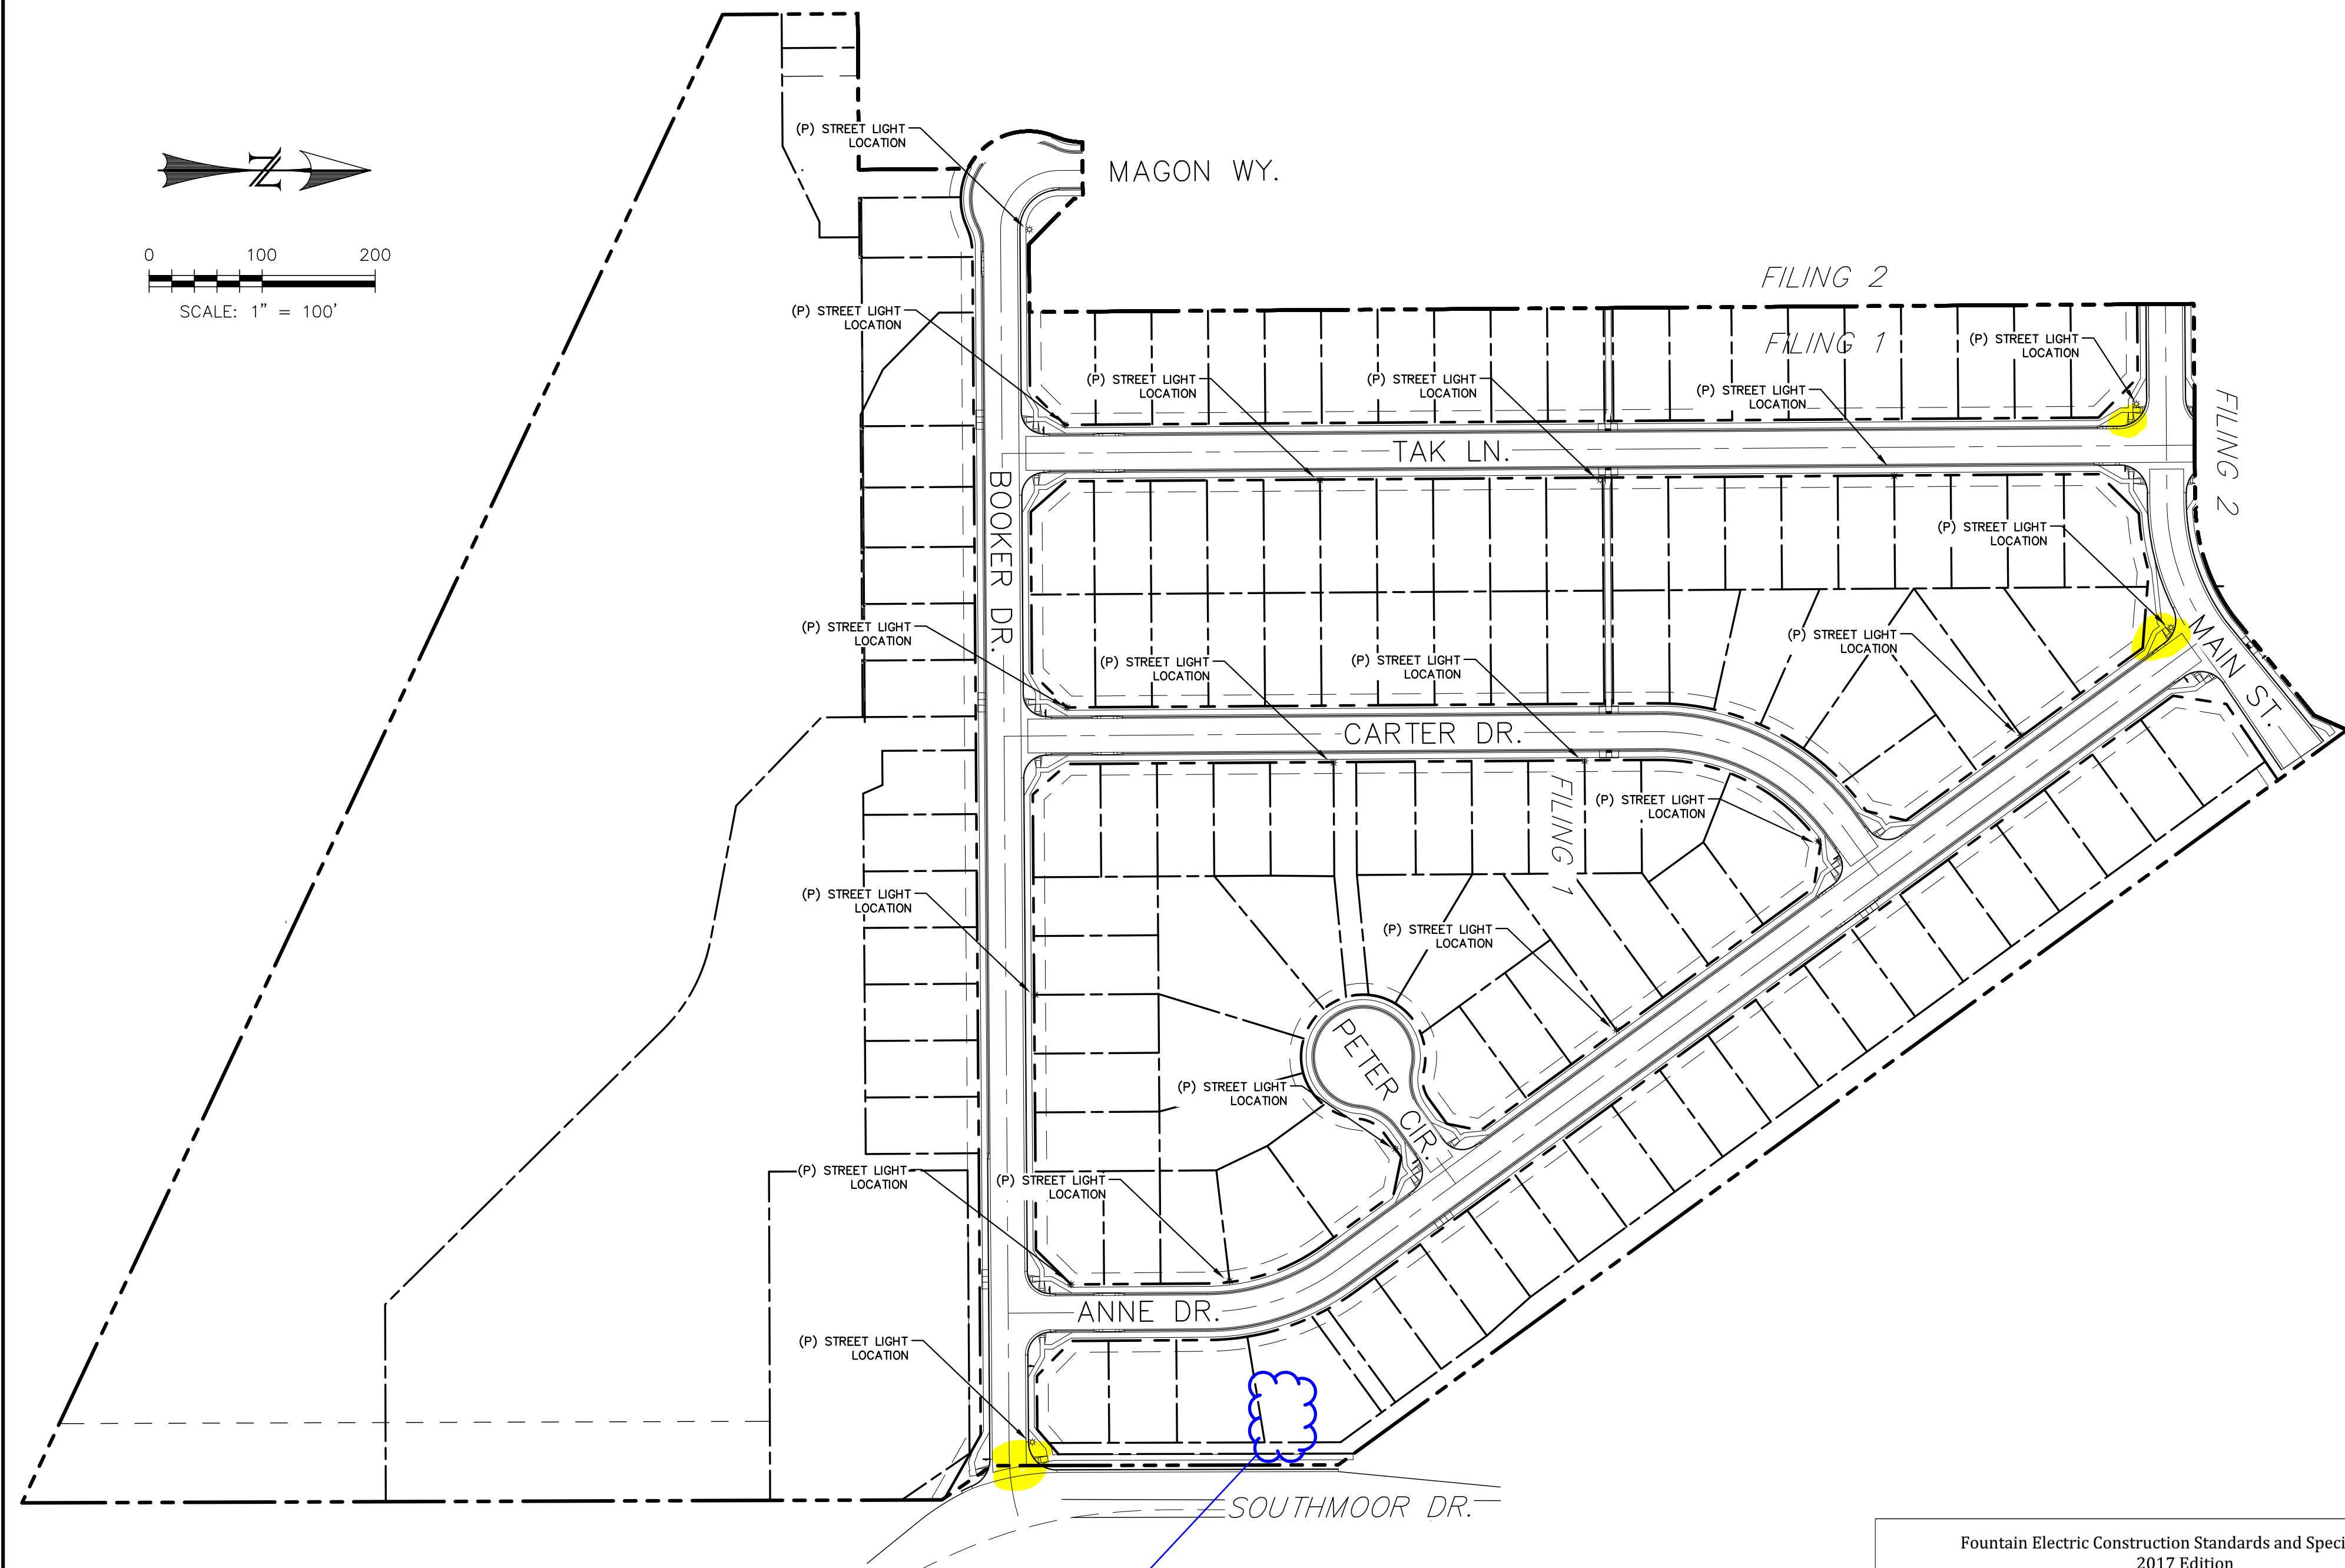 (P) STREET LIGHT
LOCATION
MAGON WY.
N
0 100 200
SCALE: 1" = 100'
FILING 2
(P) STREET LIGHT
LOCATION
FILING 1
(P) STREET LIGHT
LOCATION
(P) STREET LIGHT
LOCATION
(P) STREET LIGHT
LOCATION
(P) STREET LIGHT
LOCATION
FILING 2
TAK LN.
BOOKER DR.
(P) STREET LIGHT
LOCATION
(P) STREET LIGHT
LOCATION
(P) STREET LIGHT
LOCATION
(P) STREET LIGHT
LOCATION
(P) STREET LIGHT
LOCATION
MAIN ST.
CARTER DR.
FILING 1
(P) STREET LIGHT
LOCATION
(P) STREET LIGHT
LOCATION
(P) STREET LIGHT
LOCATION
PETER CIR.
(P) STREET LIGHT
LOCATION
(P) STREET LIGHT
LOCATION
(P) STREET LIGHT
LOCATION
ANNE DR.
(P) STREET LIGHT
LOCATION
SOUTHMOOR DR.
Fountain Electric Construction Standards and Speci
2017 Edition